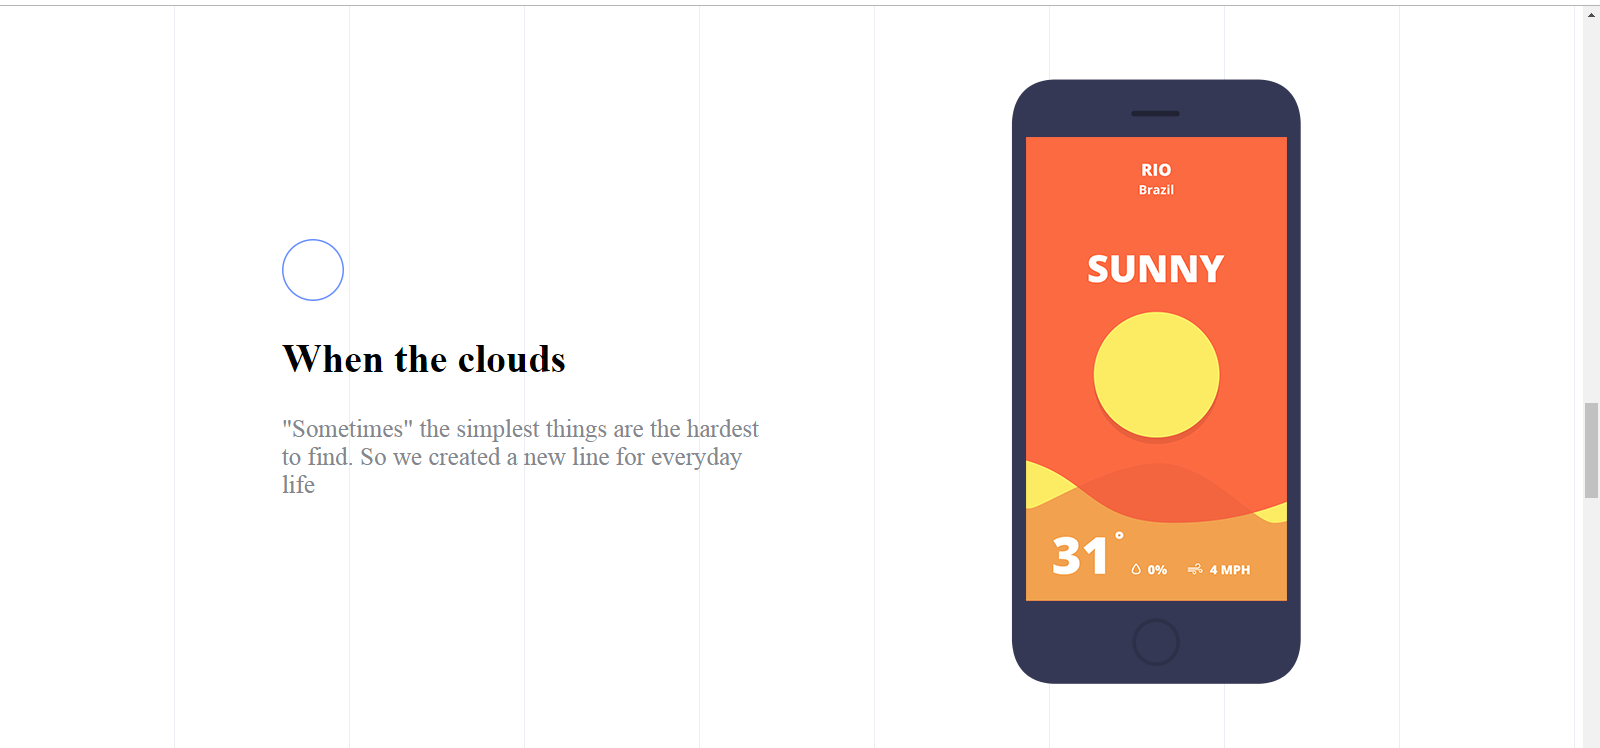 When the clouds
"Sometimes" the simplest things are the hardest
to find. So we created a new line for everyday
life
RIO
Brazil
SUNNY
31°
0%
4 MPH